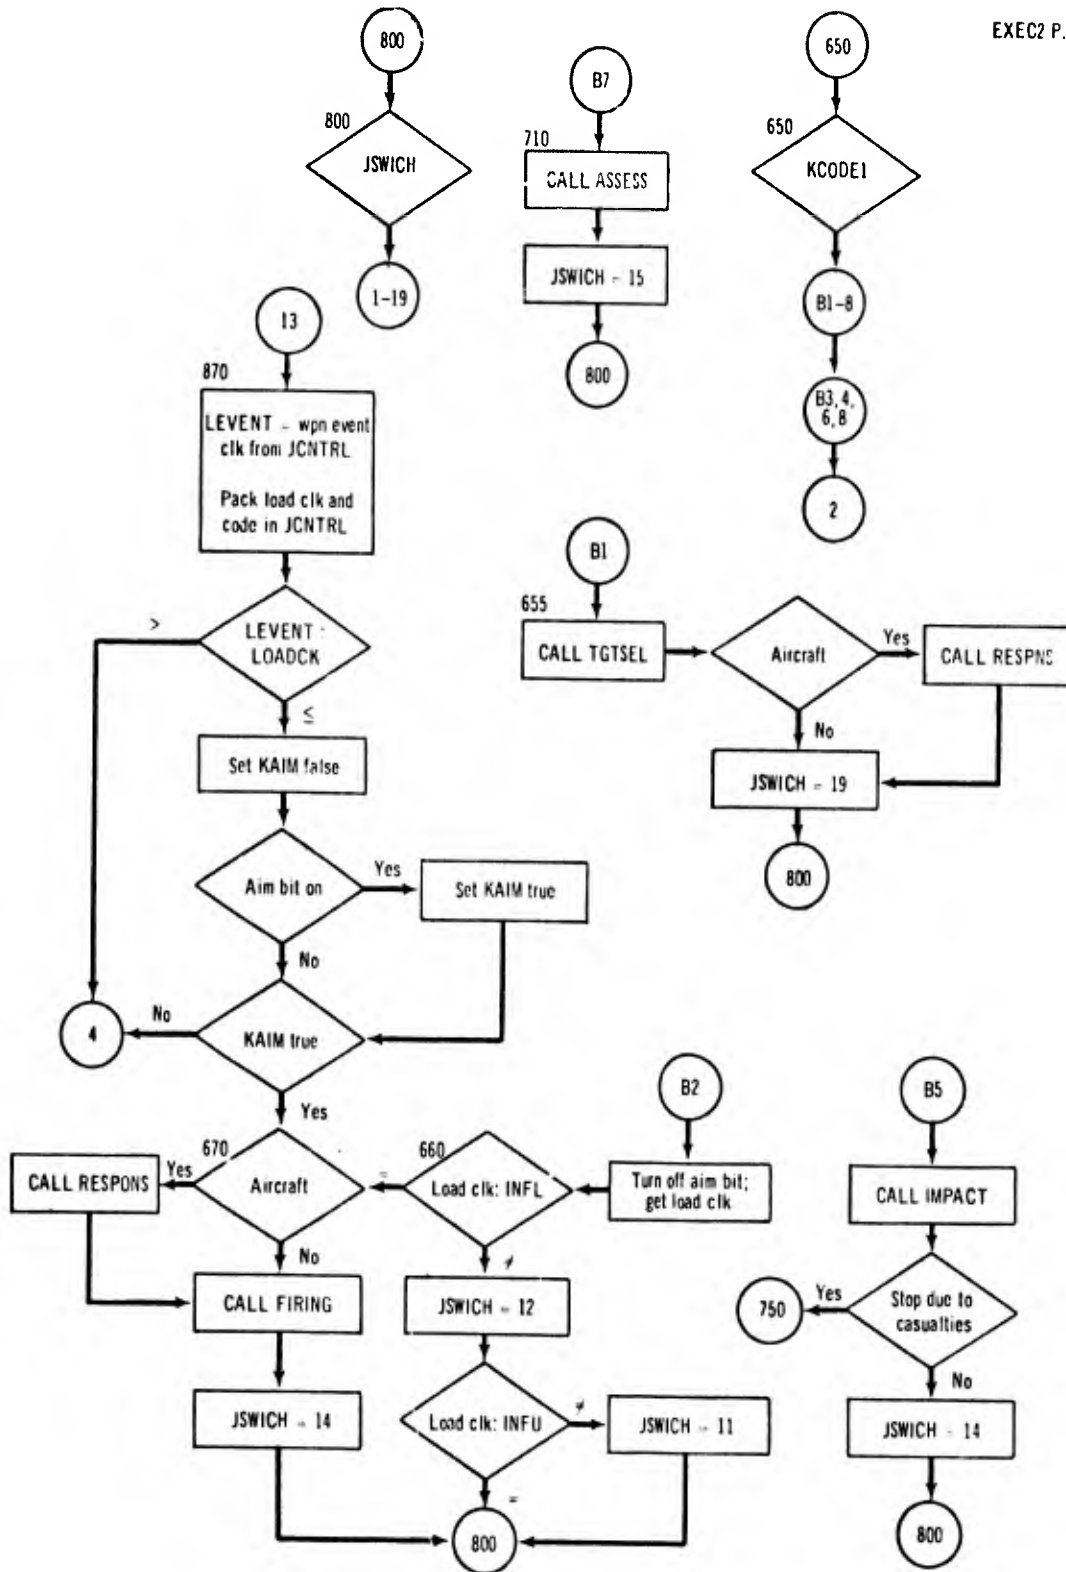 EXEC2 P.
800
800
JSWICH
1-19
B7
710
CALL ASSESS
JSWICH = 15
800
650
650
KCODE1
B1-8
B3, 4,
6, 8
2
13
870
LEVENT = wpn event
clk from JCNTRL
Pack load clk and
code in JCNTRL
LEVENT :
LOADCK
>
≤
Set KAIM false
Aim bit on
Yes
Set KAIM true
No
KAIM true
No
4
Yes
B1
655
CALL TGTSEL
Aircraft
Yes
CALL RESPNS
No
JSWICH = 19
800
670
Aircraft
Yes
CALL RESPONS
No
CALL FIRING
JSWICH = 14
B2
Turn off aim bit;
get load clk
660
Load clk: INFL
=
≠
JSWICH = 12
Load clk: INFU
≠
JSWICH = 11
=
800
B5
CALL IMPACT
Stop due to
casualties
Yes
750
No
JSWICH = 14
800